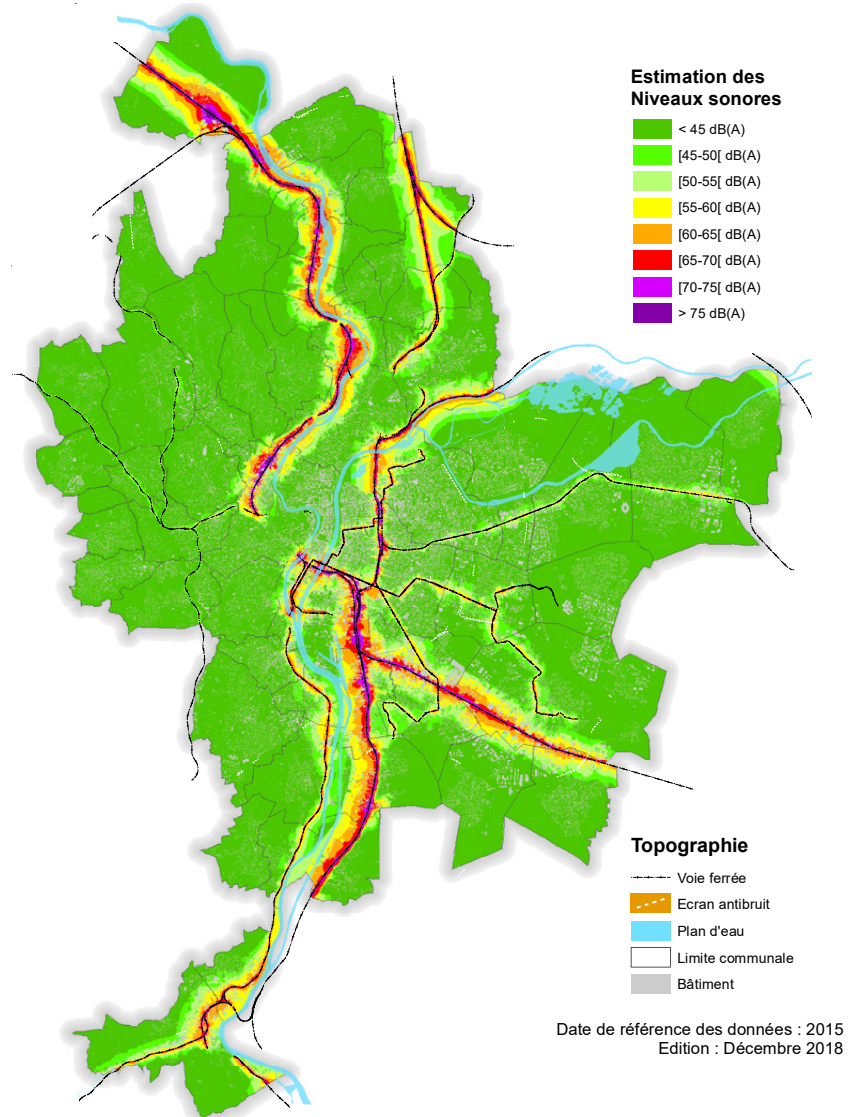 Estimation des
Niveaux sonores
< 45 dB(A)
[45-50[ dB(A)
[50-55[ dB(A)
[55-60[ dB(A)
[60-65[ dB(A)
[65-70[ dB(A)
[70-75[ dB(A)
> 75 dB(A)
Topographie
Voie ferrée
Ecran antibruit
Plan d'eau
Limite communale
Bâtiment
Date de référence des données : 2015
Edition : Décembre 2018